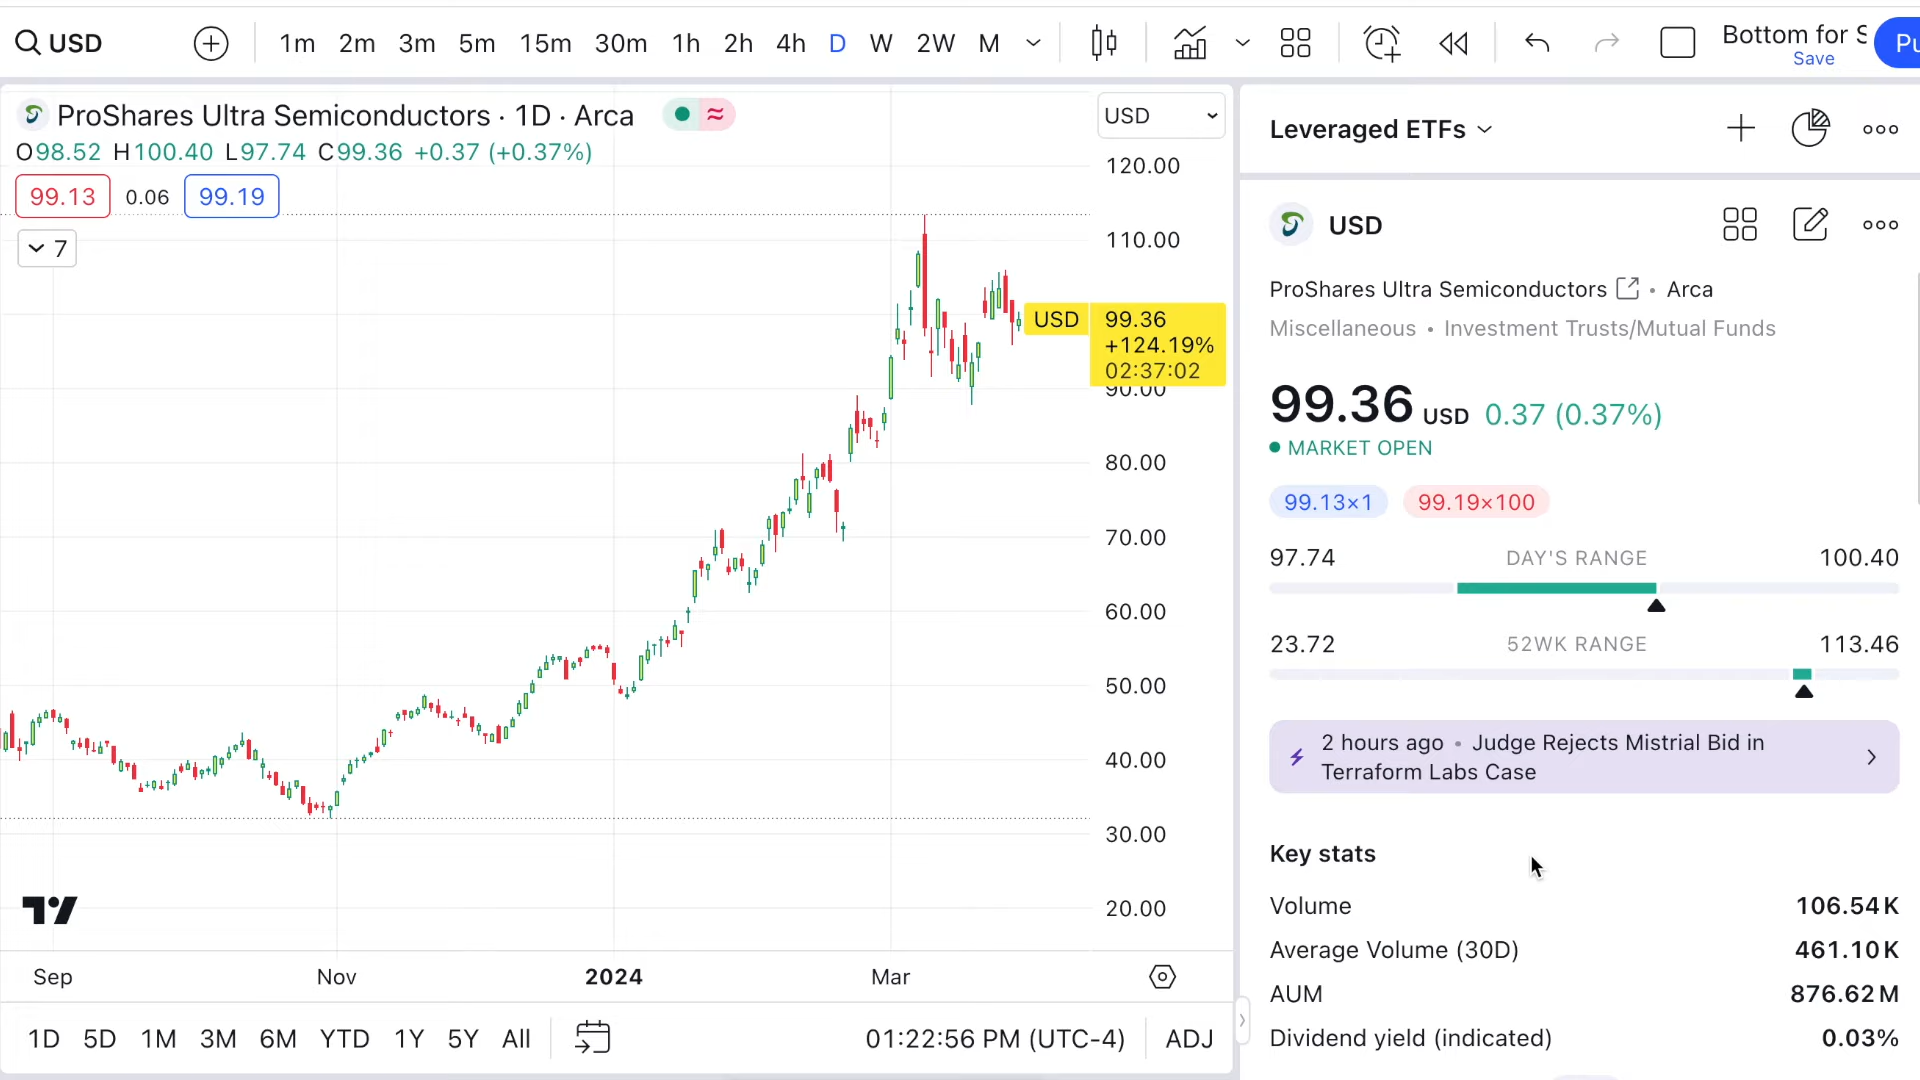 USD
1m 2m 3m 5m 15m 30m 1h 2h 4h D W 2W M
Bottom for S
Save
Pu
ProShares Ultra Semiconductors · 1D · Arca
O98.52 H100.40 L97.74 C99.36 +0.37 (+0.37%)
99.13 0.06 99.19
7
USD
120.00
110.00
USD 99.36
+124.19%
02:37:02
90.00
80.00
70.00
60.00
50.00
40.00
30.00
20.00
Sep Nov 2024 Mar
1D 5D 1M 3M 6M YTD 1Y 5Y All
01:22:56 PM (UTC-4) ADJ
Leveraged ETFs
USD
ProShares Ultra Semiconductors • Arca
Miscellaneous • Investment Trusts/Mutual Funds
99.36 USD 0.37 (0.37%)
MARKET OPEN
99.13×1 99.19×100
97.74 DAY'S RANGE 100.40
23.72 52WK RANGE 113.46
2 hours ago • Judge Rejects Mistrial Bid in
Terraform Labs Case
Key stats
Volume 106.54K
Average Volume (30D) 461.10K
AUM 876.62M
Dividend yield (indicated) 0.03%